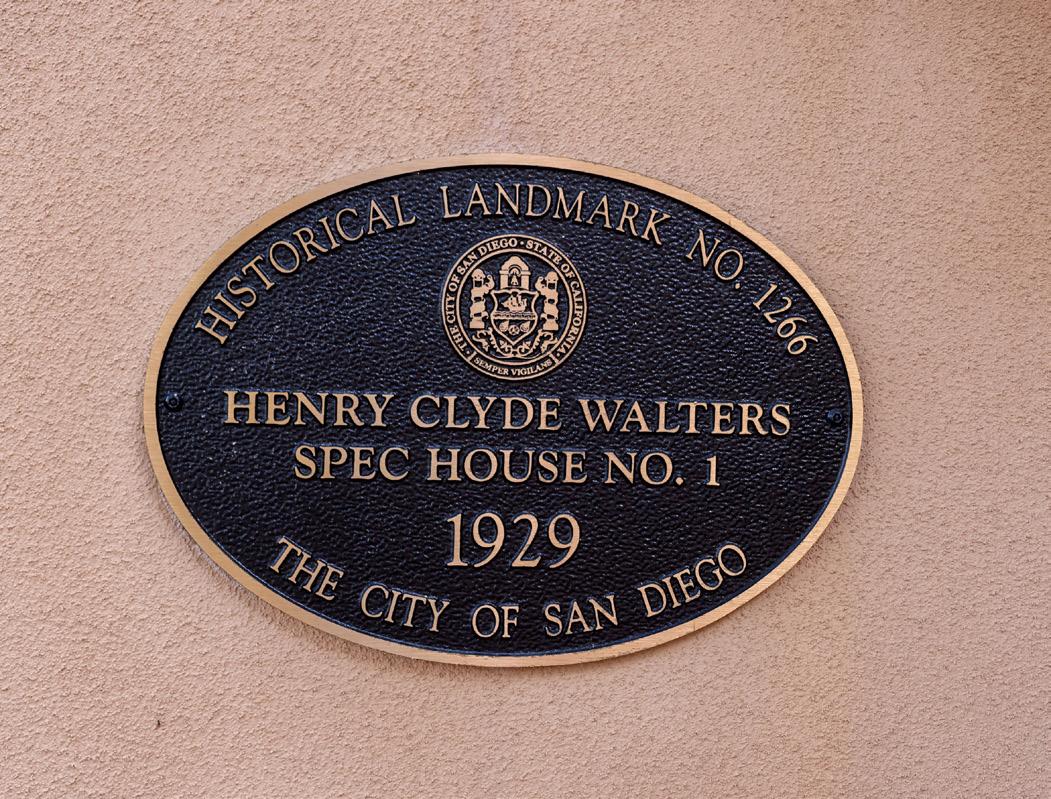 HISTORICAL LANDMARK NO. 1266
THE CITY OF SAN DIEGO · STATE OF CALIFORNIA
SEMPER VIGILANS
HENRY CLYDE WALTERS
SPEC HOUSE NO. 1
1929
THE CITY OF SAN DIEGO